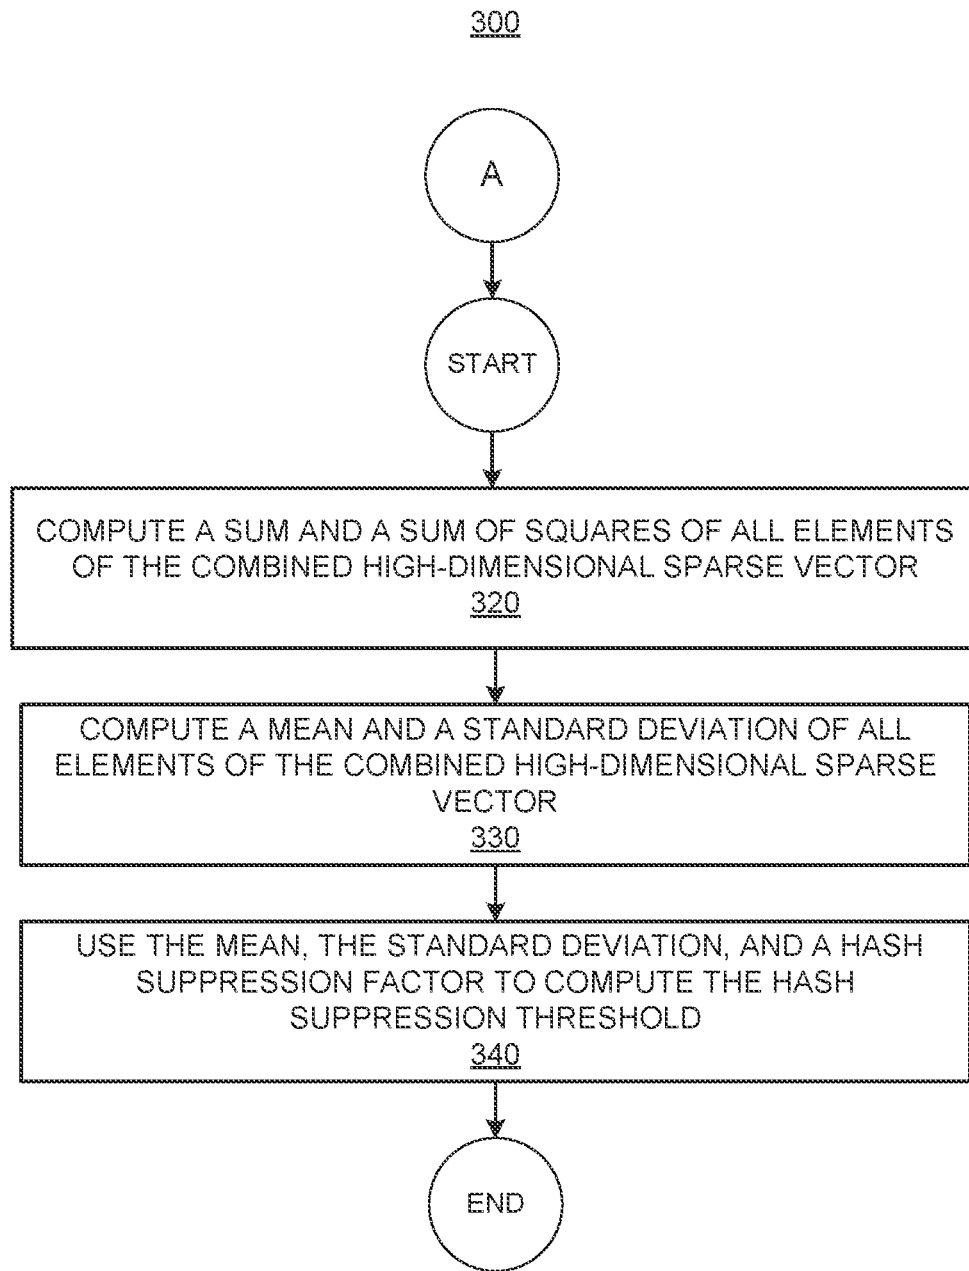 300
A
START
COMPUTE A SUM AND A SUM OF SQUARES OF ALL ELEMENTS
OF THE COMBINED HIGH-DIMENSIONAL SPARSE VECTOR
320
COMPUTE A MEAN AND A STANDARD DEVIATION OF ALL
ELEMENTS OF THE COMBINED HIGH-DIMENSIONAL SPARSE
VECTOR
330
USE THE MEAN, THE STANDARD DEVIATION, AND A HASH
SUPPRESSION FACTOR TO COMPUTE THE HASH
SUPPRESSION THRESHOLD
340
END